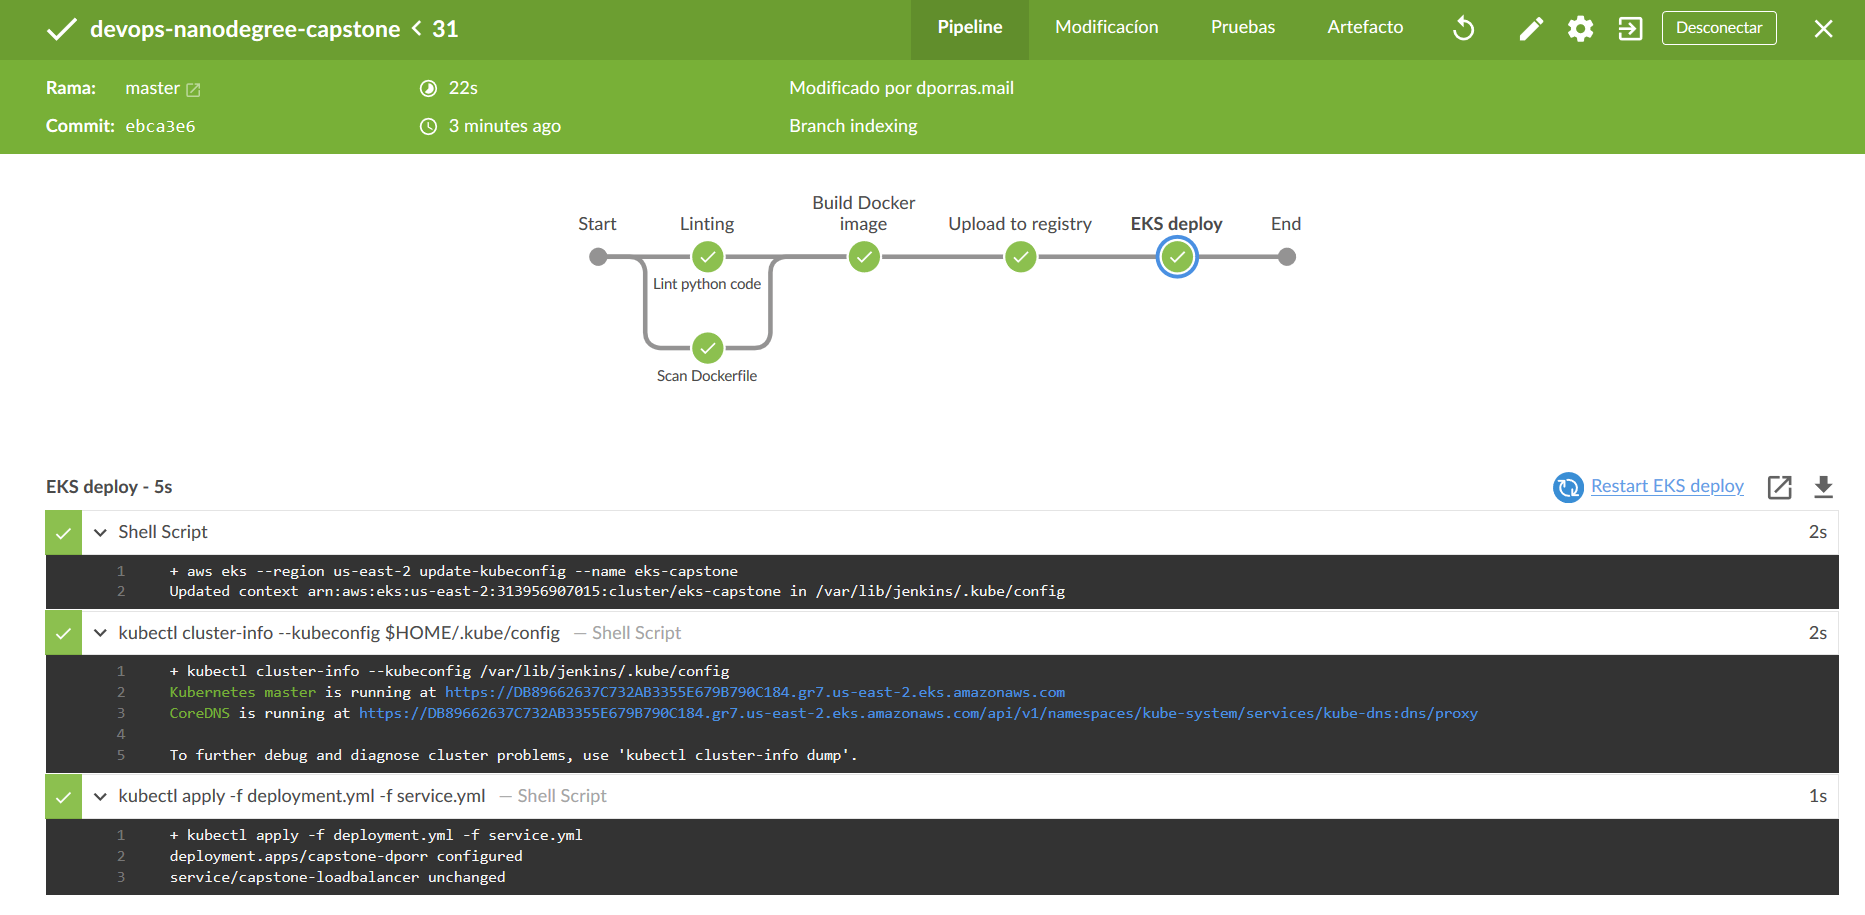 devops-nanodegree-capstone < 31
Pipeline
Modificacíon
Pruebas
Artefacto
Desconectar
Rama: master
22s
Modificado por dporras.mail
Commit: ebca3e6
3 minutes ago
Branch indexing
Start
Linting
Build Docker
image
Upload to registry
EKS deploy
End
Lint python code
Scan Dockerfile
EKS deploy - 5s
Restart EKS deploy
Shell Script
2s
1 + aws eks --region us-east-2 update-kubeconfig --name eks-capstone
2 Updated context arn:aws:eks:us-east-2:313956907015:cluster/eks-capstone in /var/lib/jenkins/.kube/config
kubectl cluster-info --kubeconfig $HOME/.kube/config — Shell Script
2s
1 + kubectl cluster-info --kubeconfig /var/lib/jenkins/.kube/config
2 Kubernetes master is running at https://DB89662637C732AB3355E679B790C184.gr7.us-east-2.eks.amazonaws.com
3 CoreDNS is running at https://DB89662637C732AB3355E679B790C184.gr7.us-east-2.eks.amazonaws.com/api/v1/namespaces/kube-system/services/kube-dns:dns/proxy
4
5 To further debug and diagnose cluster problems, use 'kubectl cluster-info dump'.
kubectl apply -f deployment.yml -f service.yml — Shell Script
1s
1 + kubectl apply -f deployment.yml -f service.yml
2 deployment.apps/capstone-dporr configured
3 service/capstone-loadbalancer unchanged